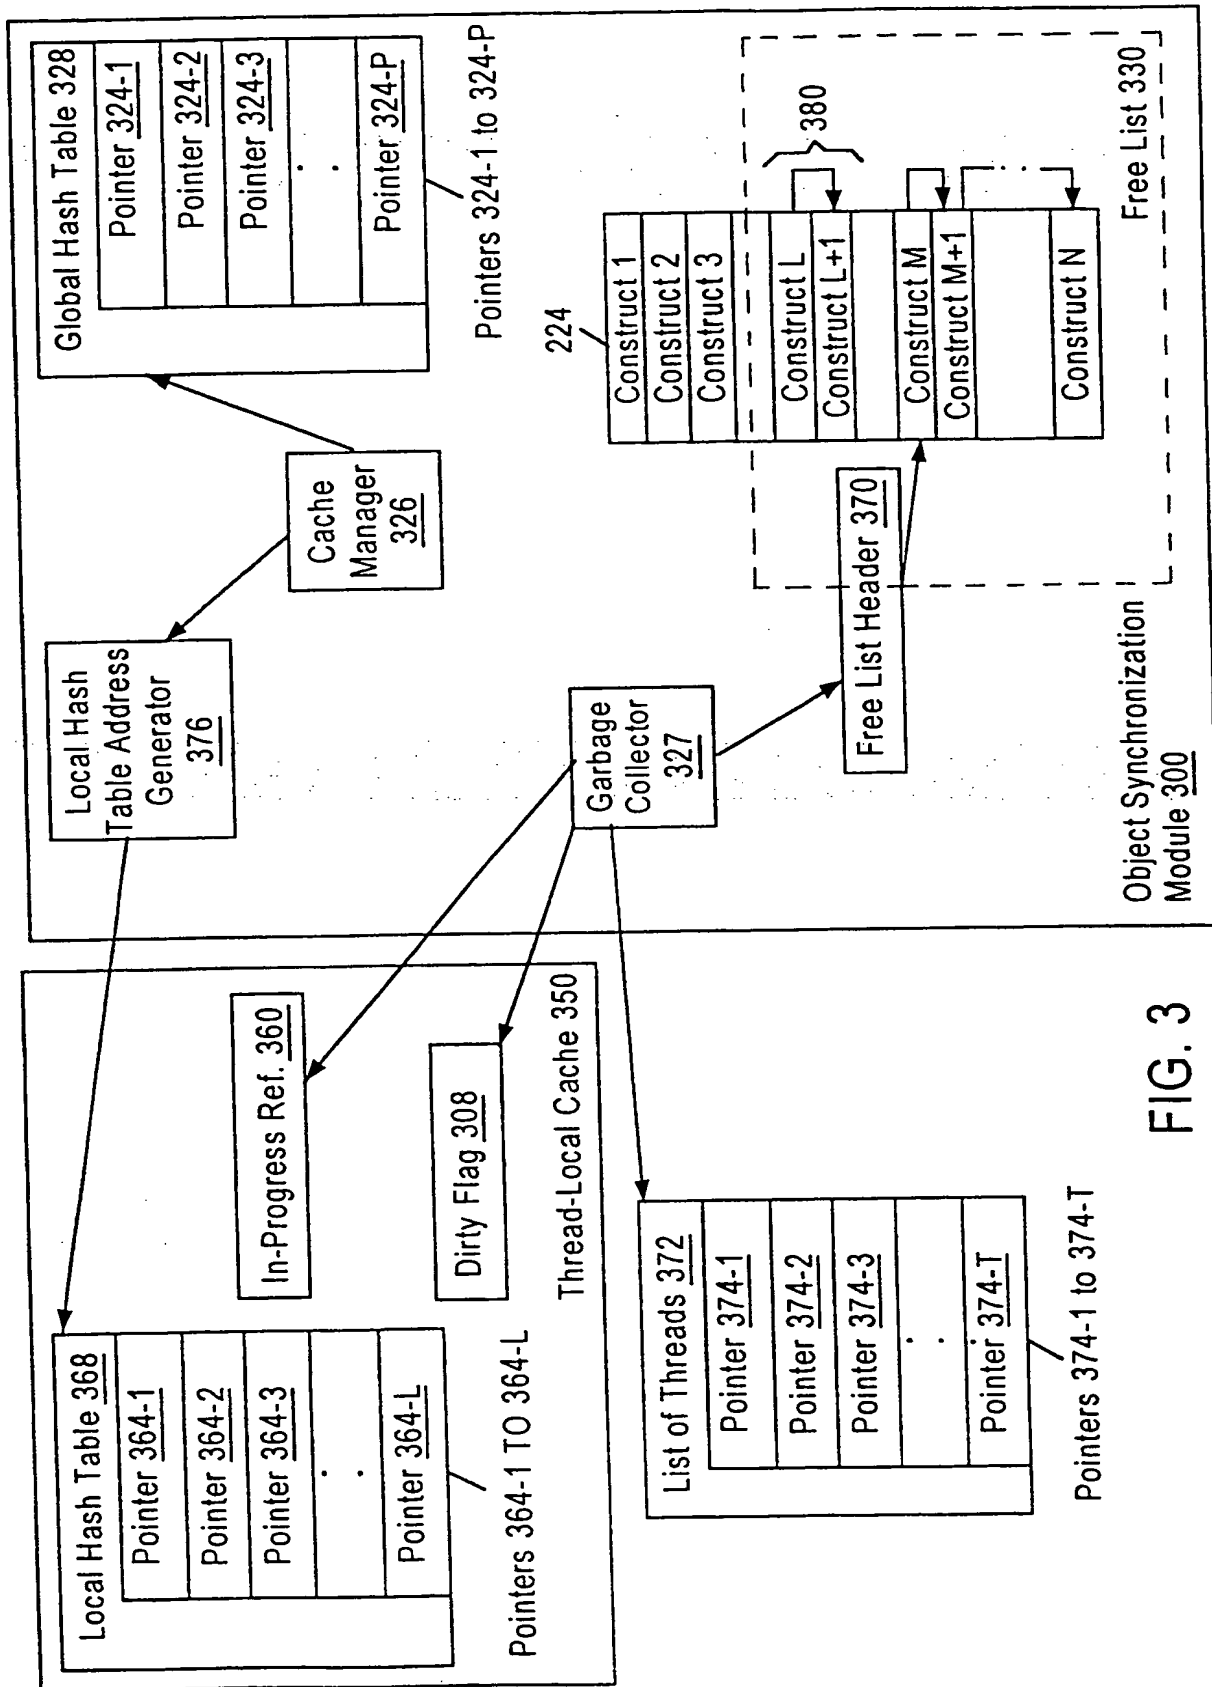 Local Hash Table 368
Pointer 364-1
Pointer 364-2
Pointer 364-3
Pointer 364-L
Pointers 364-1 TO 364-L
In-Progress Ref. 360
Dirty Flag 308
Thread-Local Cache 350
List of Threads 372
Pointer 374-1
Pointer 374-2
Pointer 374-3
Pointer 374-T
Pointers 374-1 to 374-T
Local Hash
Table Address
Generator
376
Cache
Manager
326
Global Hash Table 328
Pointer 324-1
Pointer 324-2
Pointer 324-3
Pointer 324-P
Pointers 324-1 to 324-P
Garbage
Collector
327
Free List Header 370
224
Construct 1
Construct 2
Construct 3
Construct L
Construct L+1
Construct M
Construct M+1
Construct N
380
Free List 330
Object Synchronization
Module 300
FIG. 3